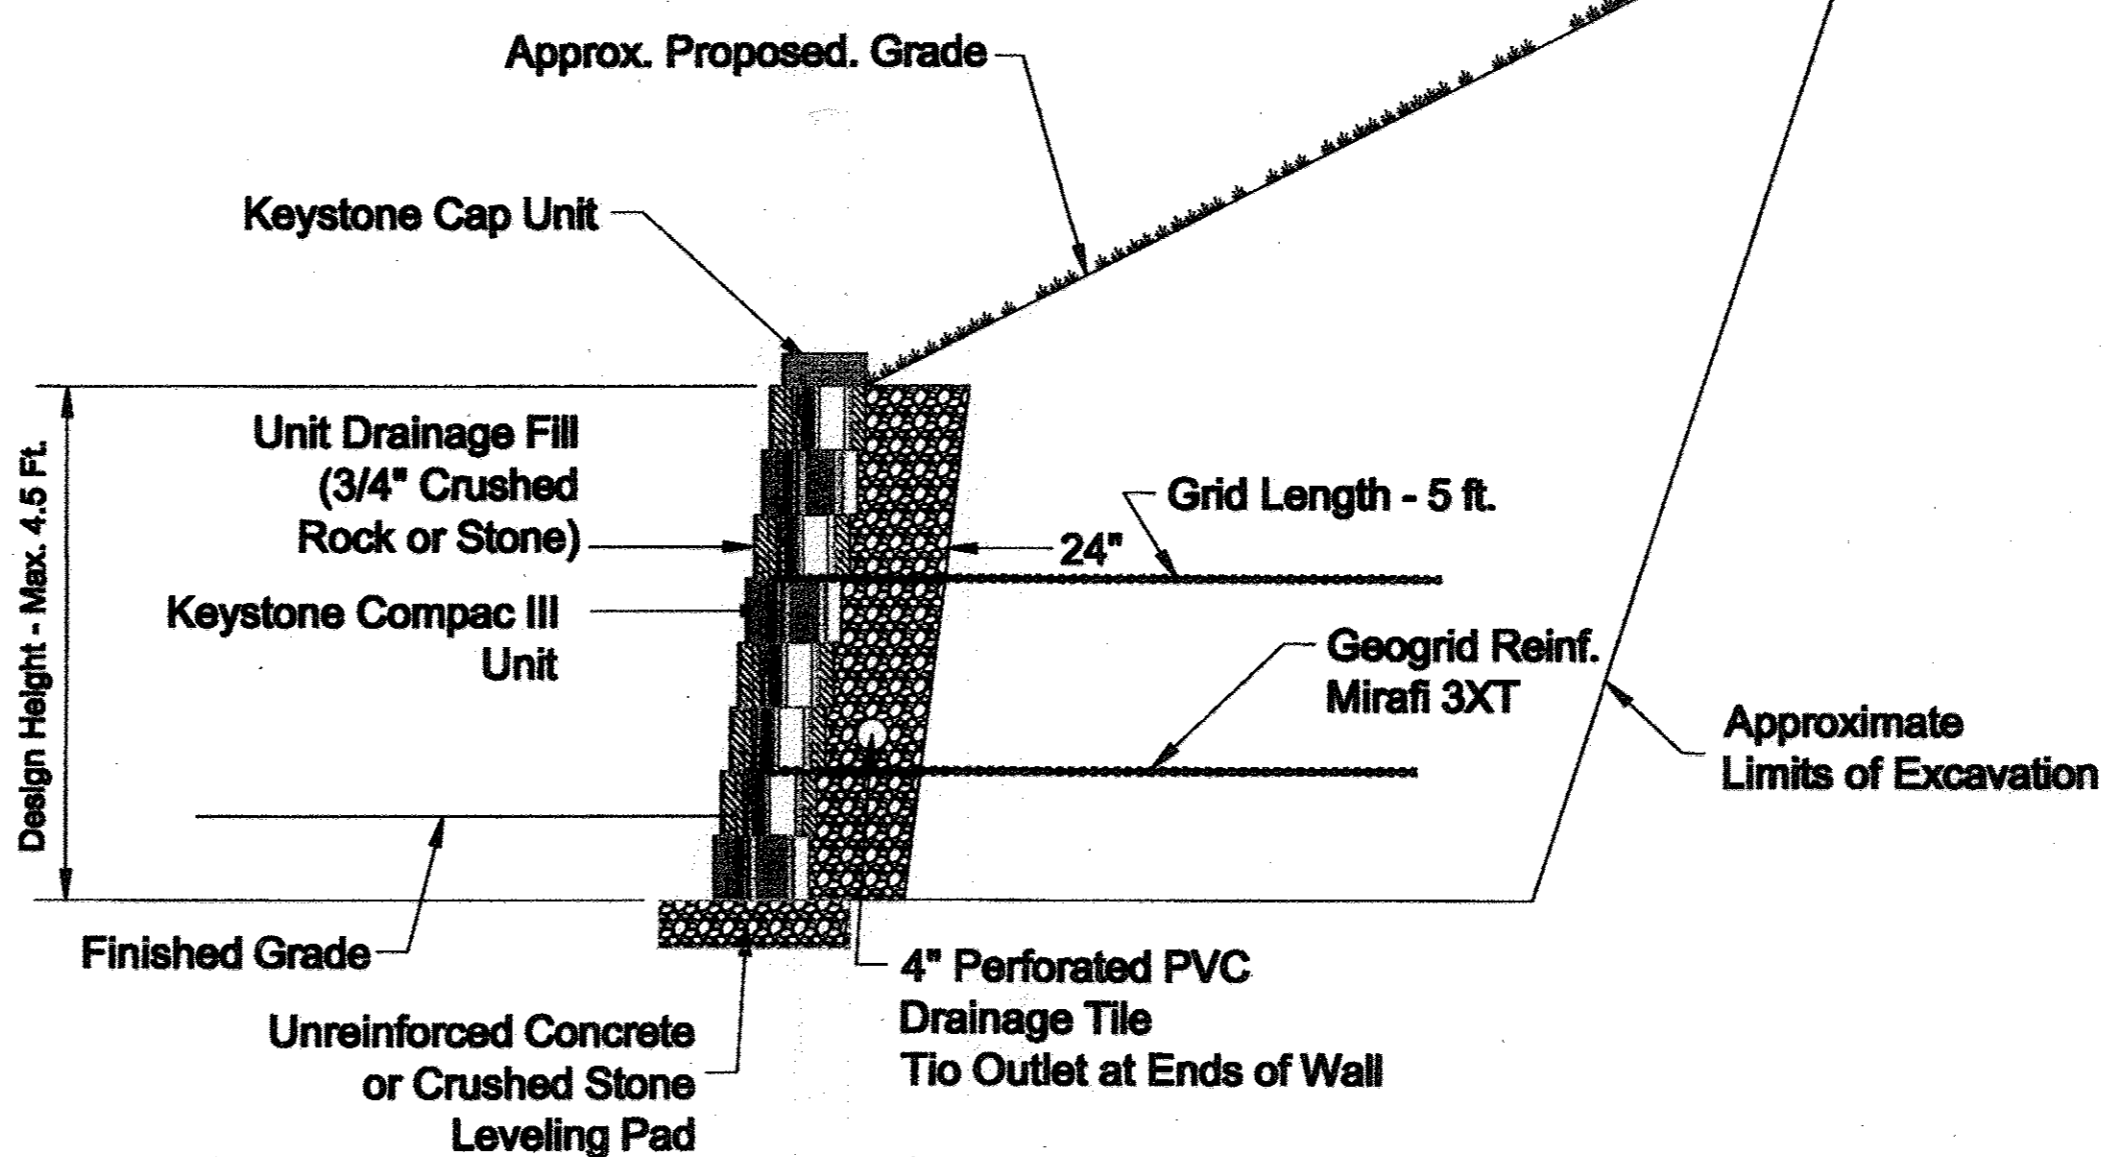 Approx. Proposed. Grade
Keystone Cap Unit
Design Height - Max. 4.5 Ft.
Unit Drainage Fill
(3/4" Crushed
Rock or Stone)
Grid Length - 5 ft.
24"
Keystone Compac III
Unit
Geogrid Reinf.
Mirafi 3XT
Approximate
Limits of Excavation
Finished Grade
4" Perforated PVC
Drainage Tile
Tio Outlet at Ends of Wall
Unreinforced Concrete
or Crushed Stone
Leveling Pad